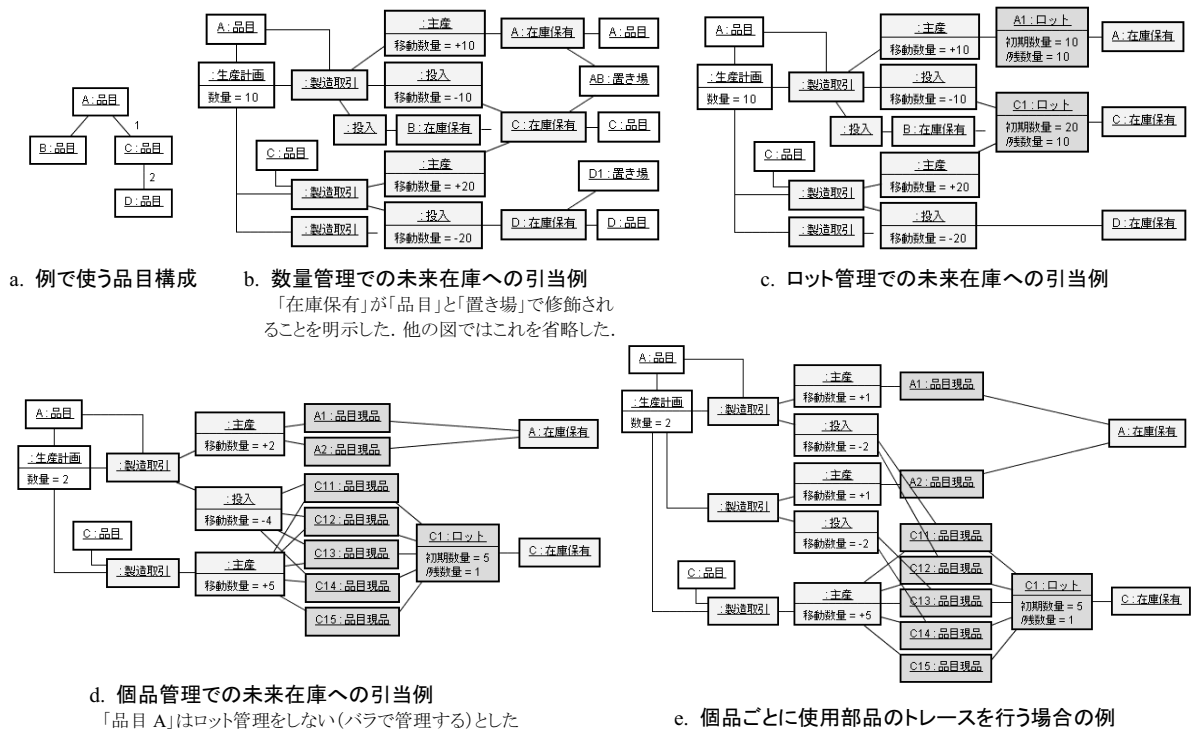 A : 品目
1
B : 品目
C : 品目
2
D : 品目
a. 例で使う品目構成
A : 品目
: 生産計画
数量 = 10
: 製造取引
: 主産
移動数量 = +10
A : 在庫保有
A : 品目
AB : 置き場
: 投入
移動数量 = -10
: 投入
B : 在庫保有
C : 在庫保有
C : 品目
C : 品目
: 主産
移動数量 = +20
D1 : 置き場
: 製造取引
: 投入
移動数量 = -20
: 製造取引
D : 在庫保有
D : 品目
b. 数量管理での未来在庫への引当例
「在庫保有」が「品目」と「置き場」で修飾され
ることを明示した. 他の図ではこれを省略した.
A : 品目
: 生産計画
数量 = 10
: 製造取引
: 主産
移動数量 = +10
A1 : ロット
初期数量 = 10
残数量 = 10
A : 在庫保有
: 投入
移動数量 = -10
: 投入
B : 在庫保有
C1 : ロット
初期数量 = 20
残数量 = 10
C : 在庫保有
C : 品目
: 主産
移動数量 = +20
: 製造取引
: 投入
移動数量 = -20
: 製造取引
D : 在庫保有
c. ロット管理での未来在庫への引当例
A : 品目
: 生産計画
数量 = 2
: 製造取引
: 主産
移動数量 = +2
A1 : 品目現品
A2 : 品目現品
A : 在庫保有
: 投入
移動数量 = -4
C : 品目
: 製造取引
: 主産
移動数量 = +5
C11 : 品目現品
C12 : 品目現品
C13 : 品目現品
C14 : 品目現品
C15 : 品目現品
C1 : ロット
初期数量 = 5
残数量 = 1
C : 在庫保有
d. 個品管理での未来在庫への引当例
「品目 A」はロット管理をしない（バラで管理する）とした
A : 品目
: 生産計画
数量 = 2
: 製造取引
: 主産
移動数量 = +1
A1 : 品目現品
: 投入
移動数量 = -2
A : 在庫保有
: 製造取引
: 主産
移動数量 = +1
A2 : 品目現品
: 投入
移動数量 = -2
C : 品目
: 製造取引
: 主産
移動数量 = +5
C11 : 品目現品
C12 : 品目現品
C13 : 品目現品
C14 : 品目現品
C15 : 品目現品
C1 : ロット
初期数量 = 5
残数量 = 1
C : 在庫保有
e. 個品ごとに使用部品のトレースを行う場合の例